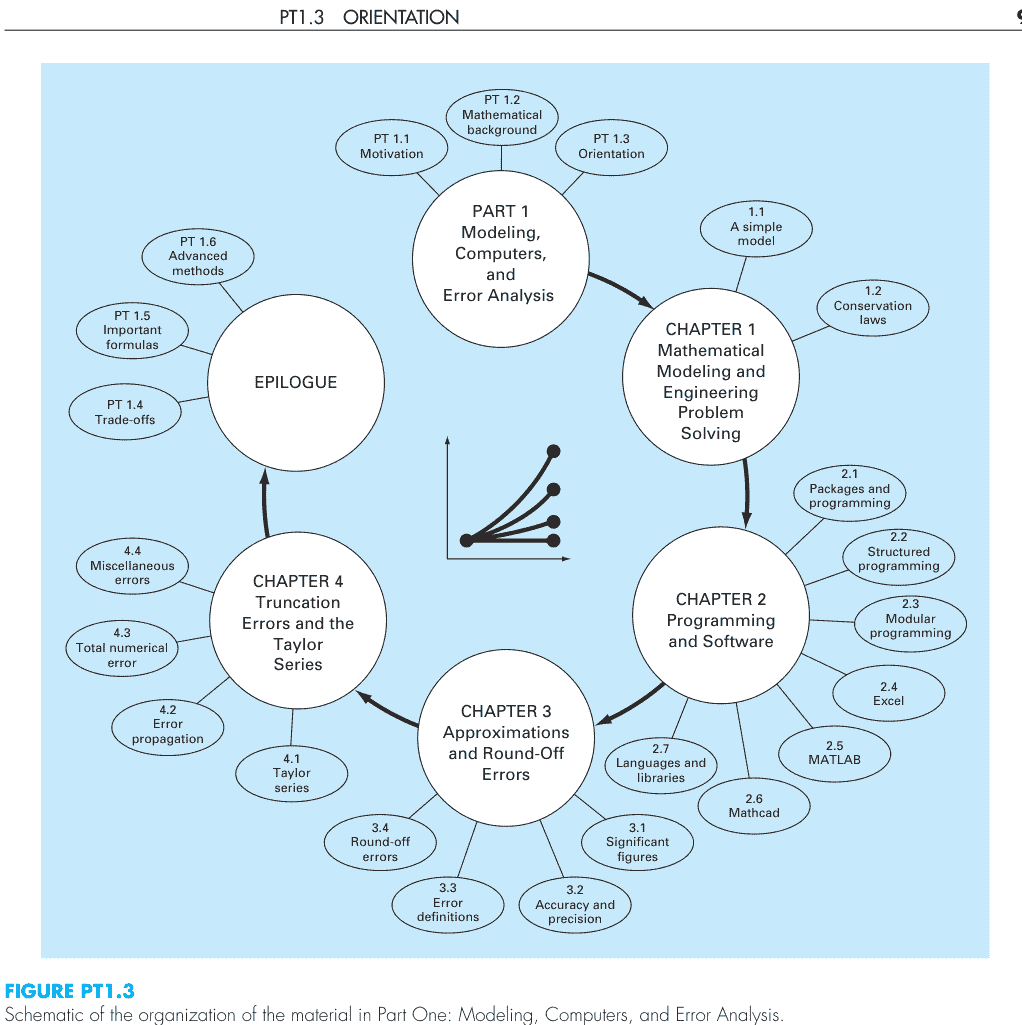 PT1.3 ORIENTATION
9
PT 1.1
Motivation
PT 1.2
Mathematical
background
PT 1.3
Orientation
PART 1
Modeling,
Computers,
and
Error Analysis
1.1
A simple
model
1.2
Conservation
laws
CHAPTER 1
Mathematical
Modeling and
Engineering
Problem
Solving
2.1
Packages and
programming
2.2
Structured
programming
2.3
Modular
programming
2.4
Excel
2.5
MATLAB
2.6
Mathcad
2.7
Languages and
libraries
CHAPTER 2
Programming
and Software
3.1
Significant
figures
3.2
Accuracy and
precision
3.3
Error
definitions
3.4
Round-off
errors
CHAPTER 3
Approximations
and Round-Off
Errors
4.1
Taylor
series
4.2
Error
propagation
4.3
Total numerical
error
4.4
Miscellaneous
errors
CHAPTER 4
Truncation
Errors and the
Taylor
Series
PT 1.4
Trade-offs
PT 1.5
Important
formulas
PT 1.6
Advanced
methods
EPILOGUE
FIGURE PT1.3
Schematic of the organization of the material in Part One: Modeling, Computers, and Error Analysis.